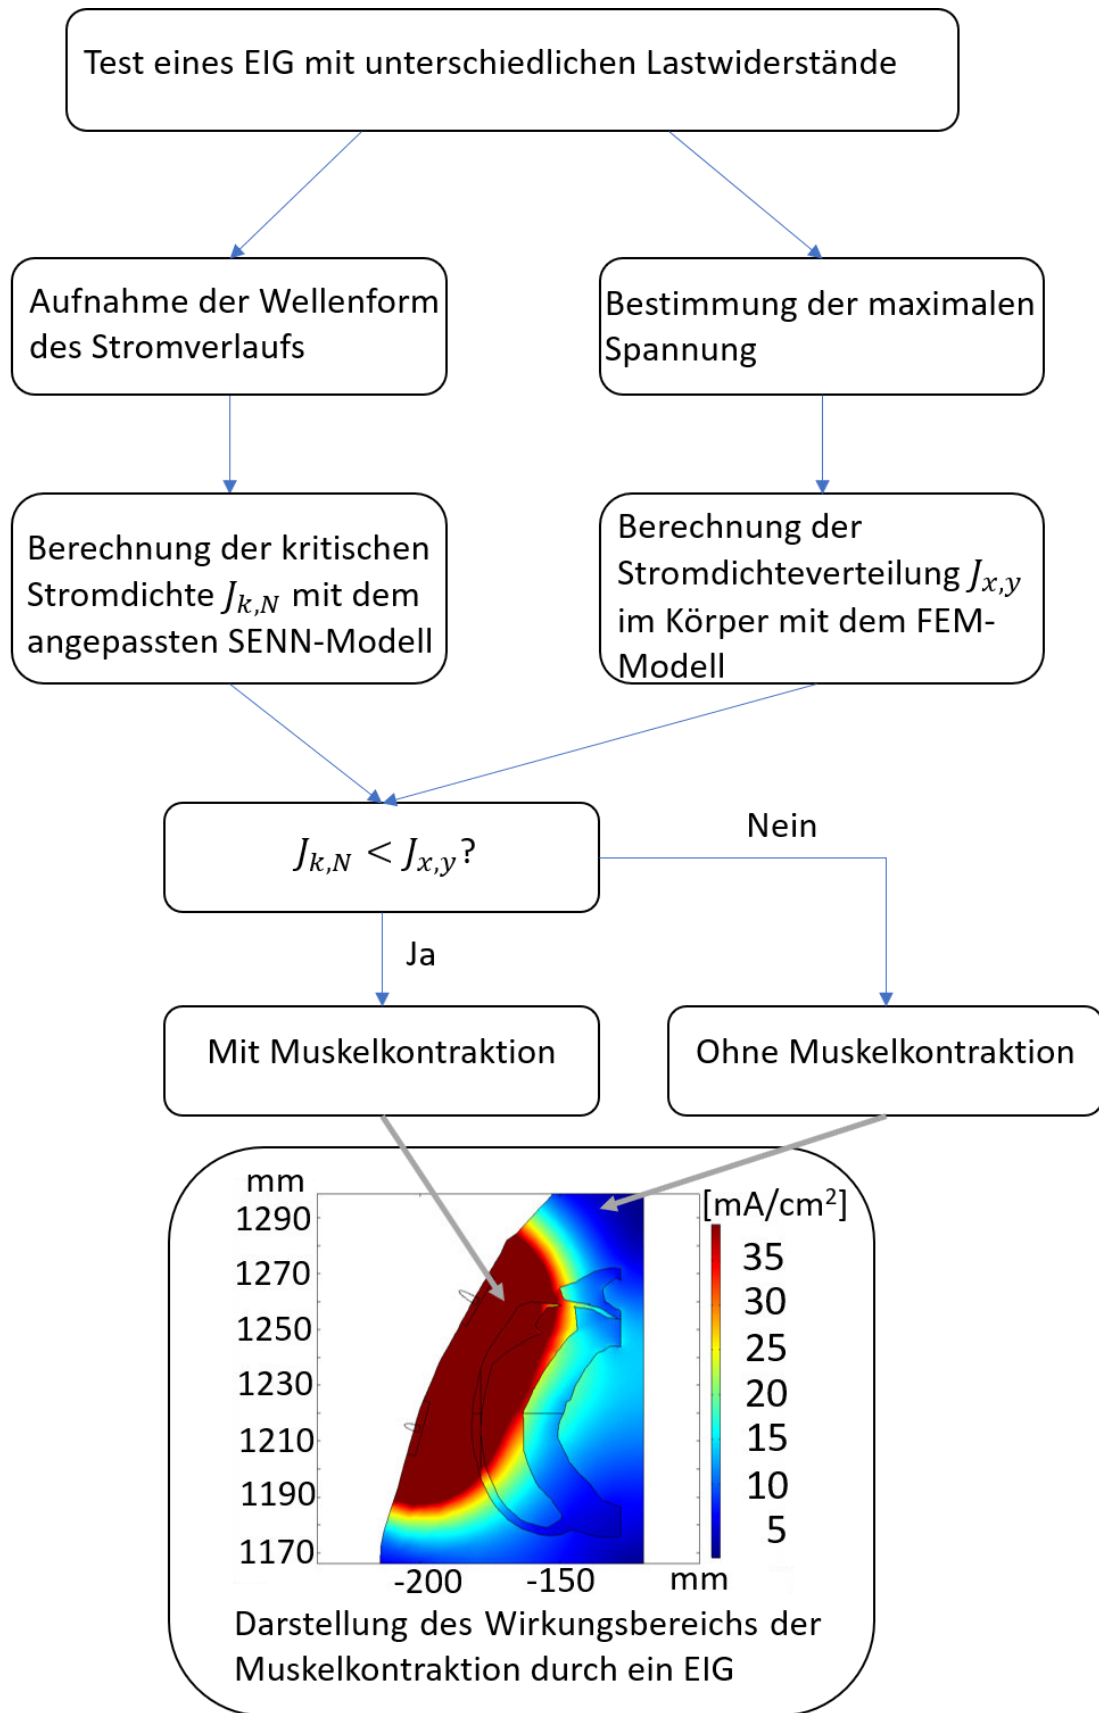 Test eines EIG mit unterschiedlichen Lastwiderstände
Aufnahme der Wellenform
des Stromverlaufs
Bestimmung der maximalen
Spannung
Berechnung der kritischen
Stromdichte J_{k,N} mit dem
angepassten SENN-Modell
Berechnung der
Stromdichteverteilung J_{x,y}
im Körper mit dem FEM-
Modell
J_{k,N} < J_{x,y}?
Nein
Ja
Mit Muskelkontraktion
Ohne Muskelkontraktion
mm
1290
1270
1250
1230
1210
1190
1170
-200
-150
mm
[mA/cm²]
35
30
25
20
15
10
5
Darstellung des Wirkungsbereichs der
Muskelkontraktion durch ein EIG